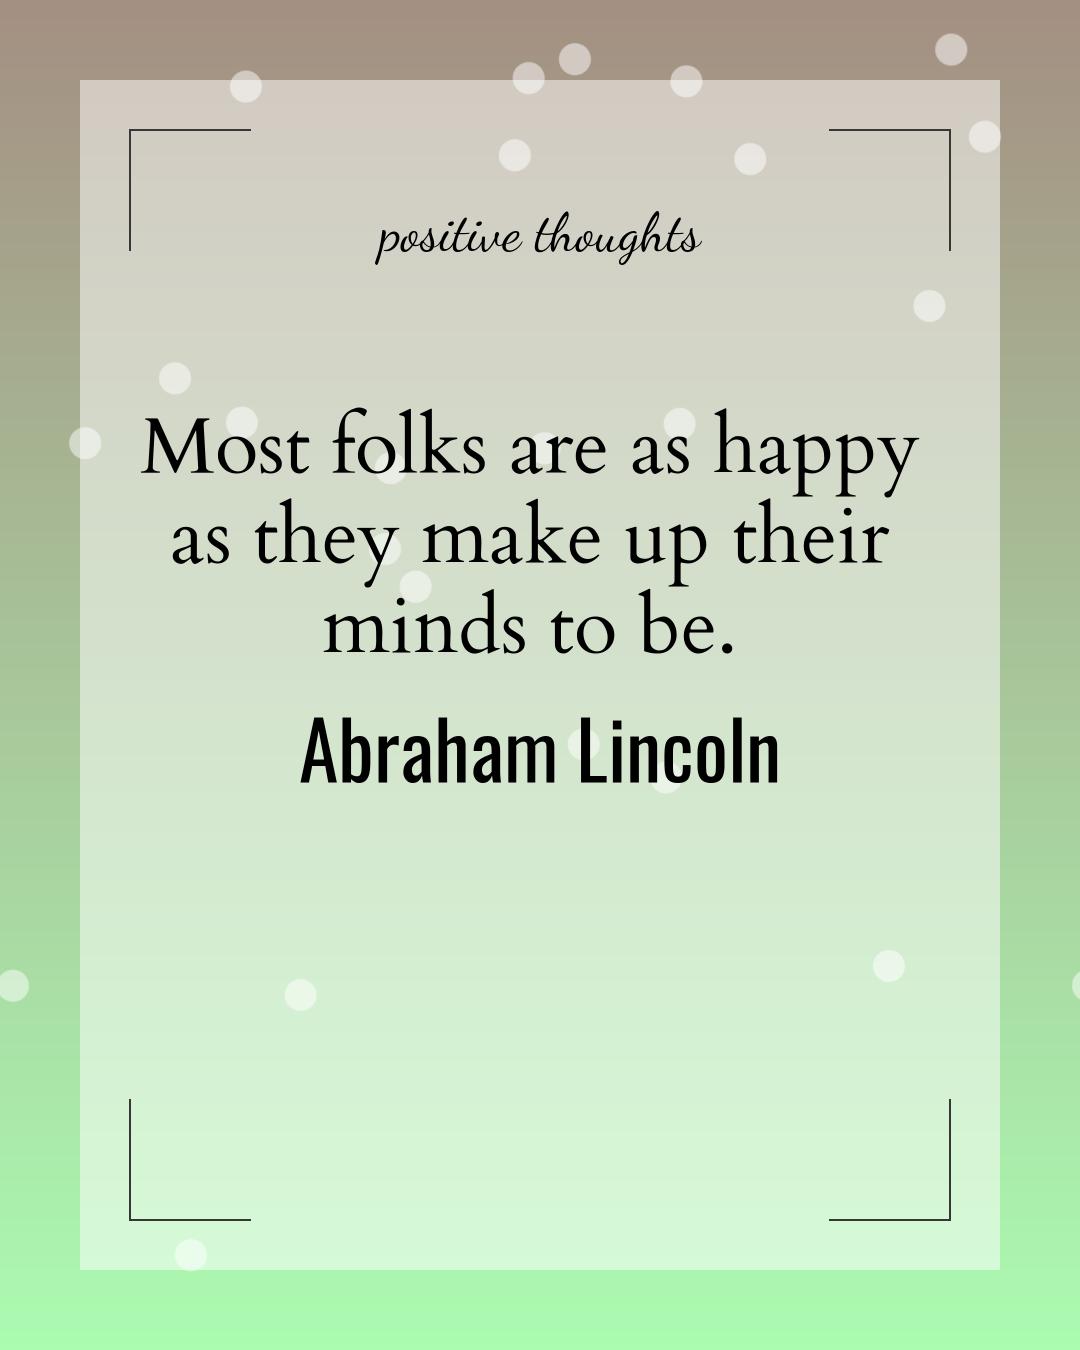 positive thoughts
Most folks are as happy
as they make up their
minds to be.
Abraham Lincoln